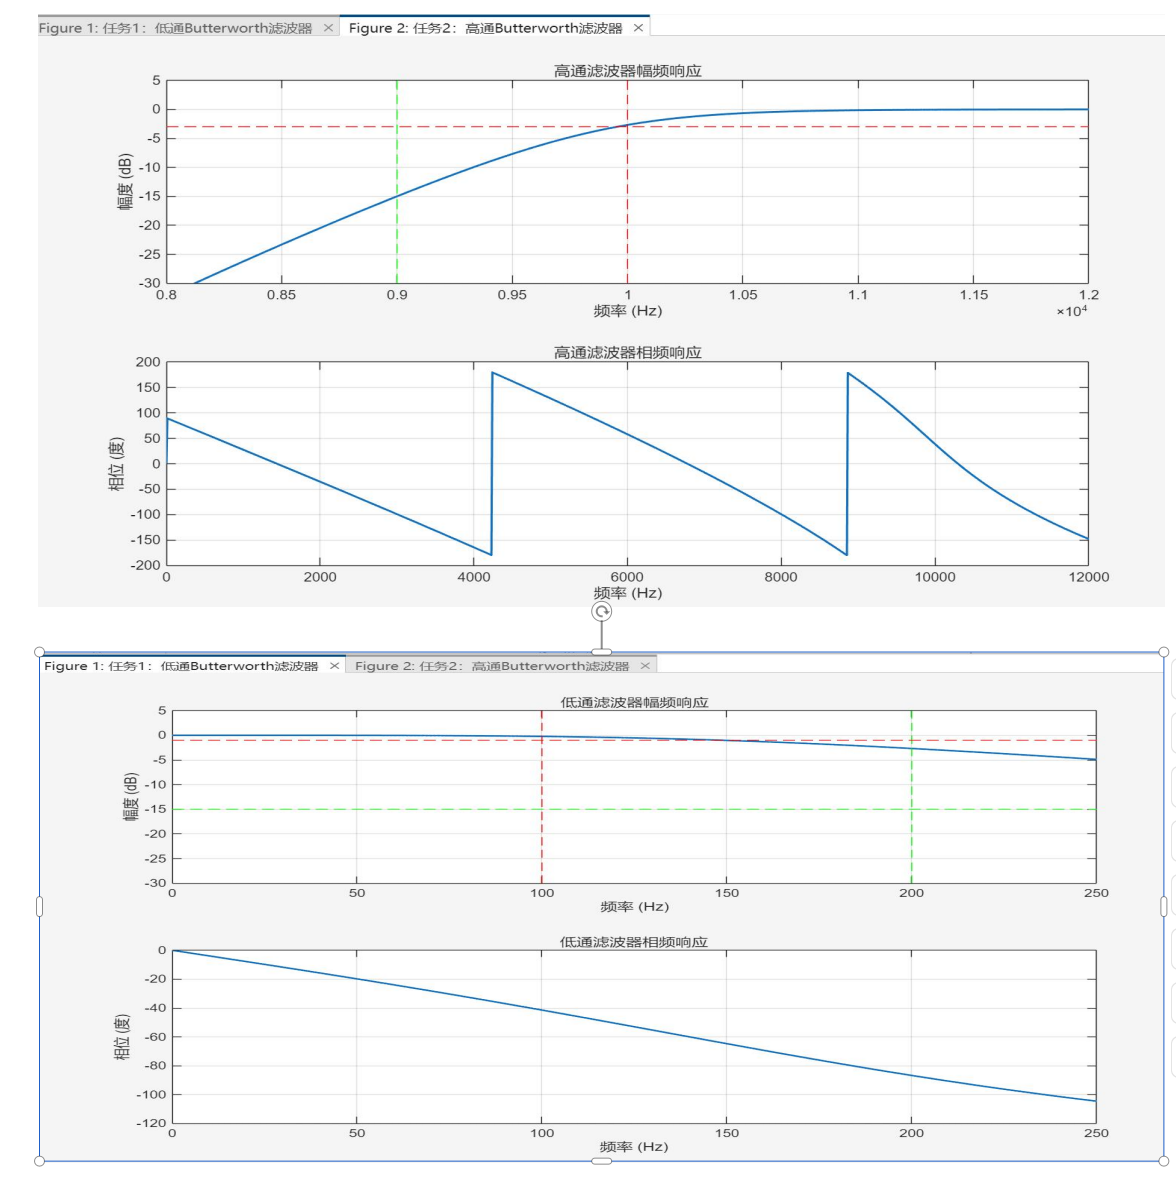 Figure 1: 任务1：低通Butterworth滤波器 × Figure 2: 任务2：高通Butterworth滤波器 ×
高通滤波器幅频响应
5
0
-5
-10
-15
-20
-25
-30
幅度 (dB)
0.8 0.85 0.9 0.95 1 1.05 1.1 1.15 1.2
×10⁴
频率 (Hz)
高通滤波器相频响应
200
150
100
50
0
-50
-100
-150
-200
相位 (度)
0 2000 4000 6000 8000 10000 12000
频率 (Hz)
Figure 1: 任务1：低通Butterworth滤波器 × Figure 2: 任务2：高通Butterworth滤波器 ×
低通滤波器幅频响应
5
0
-5
-10
-15
-20
-25
-30
幅度 (dB)
0 50 100 150 200 250
频率 (Hz)
低通滤波器相频响应
0
-20
-40
-60
-80
-100
-120
相位 (度)
0 50 100 150 200 250
频率 (Hz)